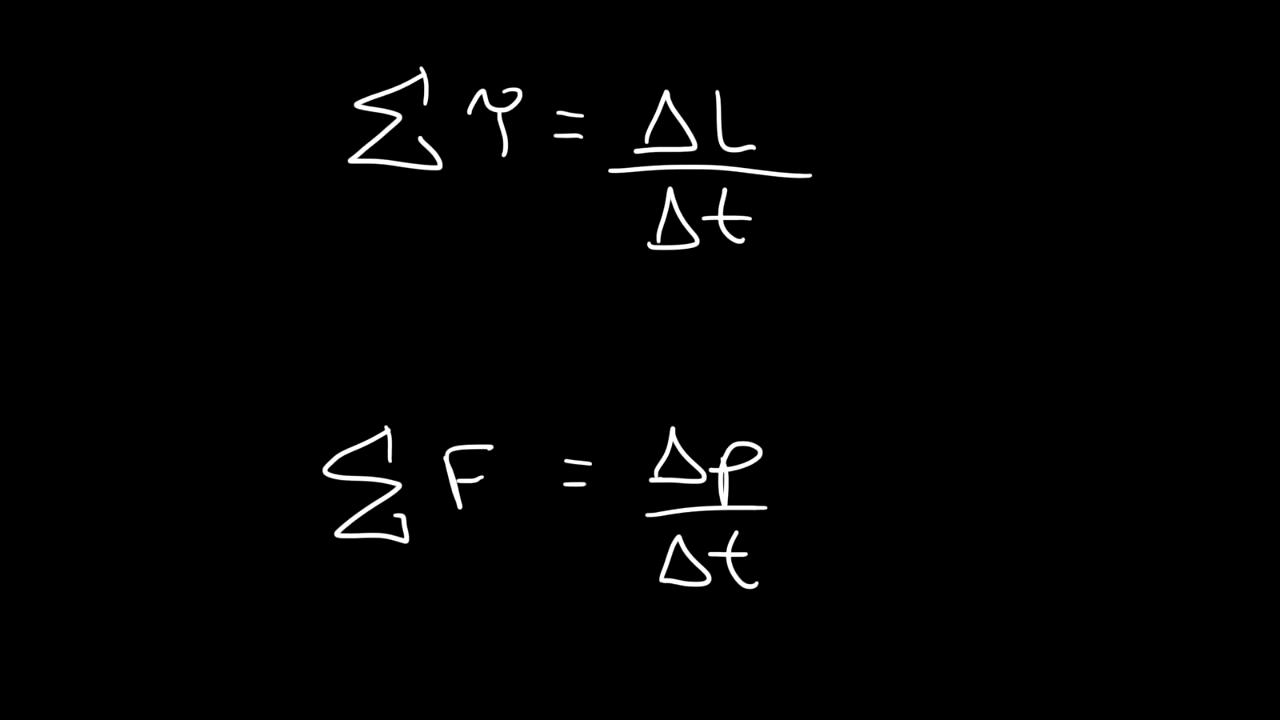 ∑ τ = ΔL / Δt
∑ F = Δp / Δt